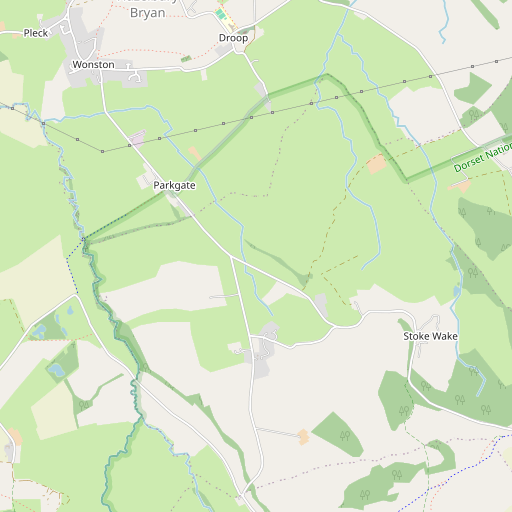 Bryan
Pleck
Droop
Wonston
Dorset Nation
Parkgate
Stoke Wake